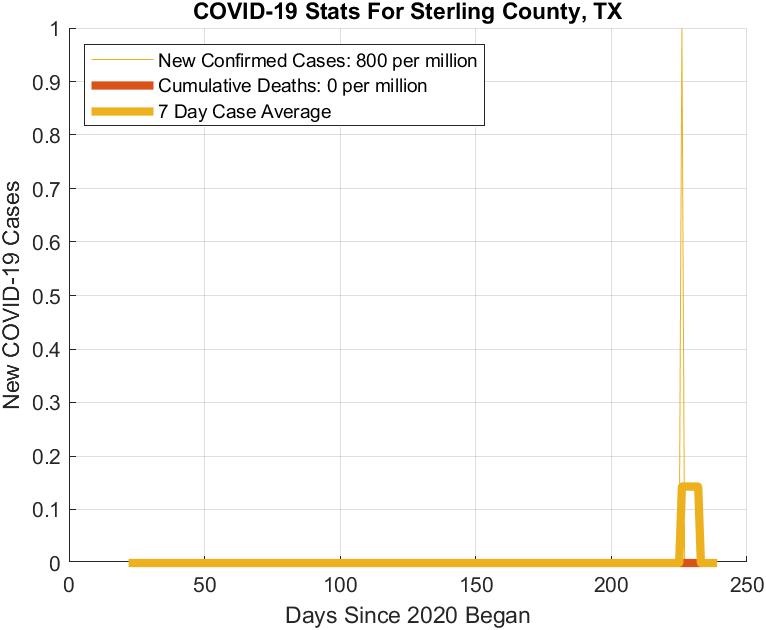 COVID-19 Stats For Sterling County, TX
New Confirmed Cases: 800 per million
Cumulative Deaths: 0 per million
7 Day Case Average
New COVID-19 Cases
1
0.9
0.8
0.7
0.6
0.5
0.4
0.3
0.2
0.1
0
0 50 100 150 200 250
Days Since 2020 Began